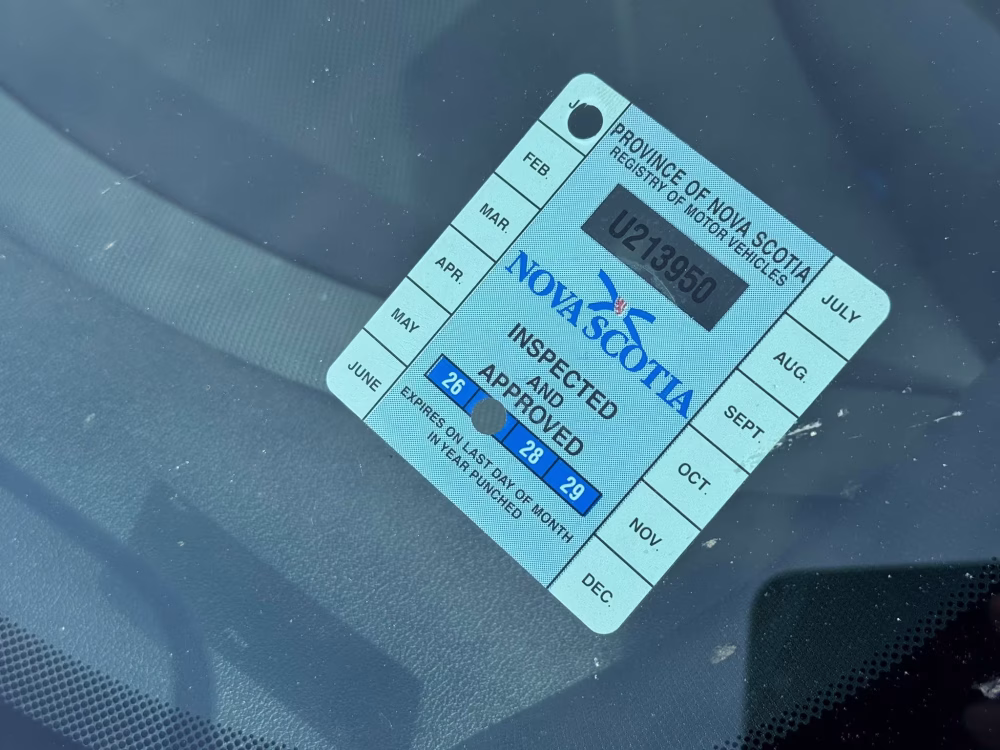 PROVINCE OF NOVA SCOTIA
REGISTRY OF MOTOR VEHICLES
U213950
NOVA SCOTIA
INSPECTED
AND
APPROVED
26 28 29
EXPIRES ON LAST DAY OF MONTH
IN YEAR PUNCHED
FEB.
MAR.
APR.
MAY
JUNE
JULY
AUG.
SEPT.
OCT.
NOV.
DEC.